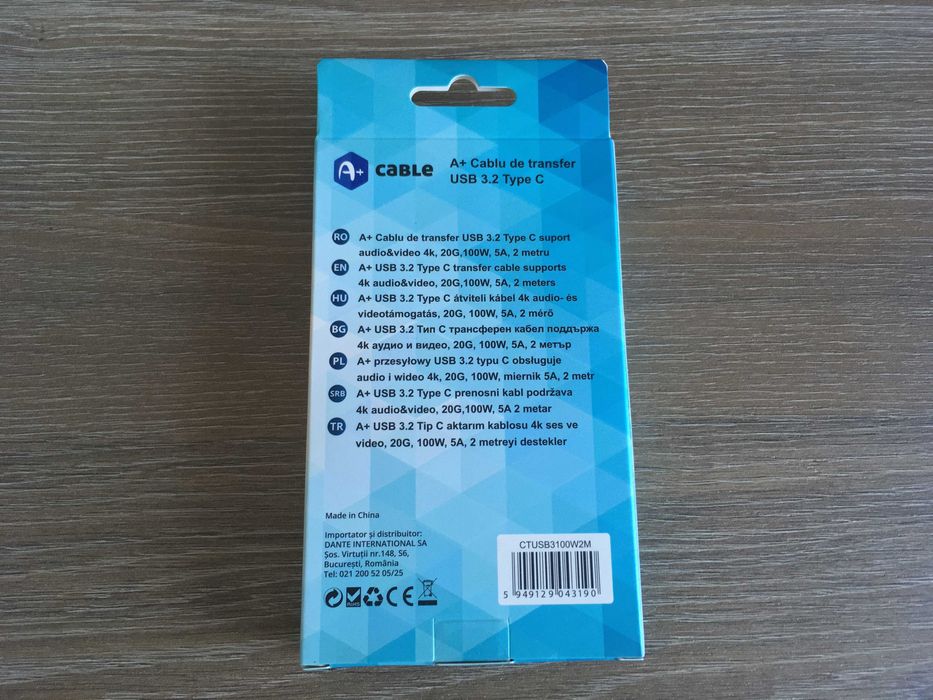 A+ CABLE
A+ Cablu de transfer
USB 3.2 Type C
RO A+ Cablu de transfer USB 3.2 Type C suport
audio&video 4k, 20G,100W, 5A, 2 metru
EN A+ USB 3.2 Type C transfer cable supports
4k audio&video, 20G,100W, 5A, 2 meters
HU A+ USB 3.2 Type C átviteli kábel 4k audio- és
videotámogatás, 20G, 100W, 5A, 2 mérő
BG A+ USB 3.2 Тип C трансферен кабел поддържа
4k аудио и видео, 20G, 100W, 5A, 2 метър
PL A+ przesyłowy USB 3.2 typu C obsługuje
audio i wideo 4k, 20G, 100W, miernik 5A, 2 metr
SRB A+ USB 3.2 Type C prenosni kabl podržava
4k audio&video, 20G,100W, 5A 2 metar
TR A+ USB 3.2 Tip C aktarım kablosu 4k ses ve
video, 20G, 100W, 5A, 2 metreyi destekler
Made in China
Importator și distribuitor:
DANTE INTERNATIONAL SA
Șos. Virtuții nr.148, S6,
București, România
Tel: 021 200 52 05/25
CE
CTUSB3100W2M
5 949129 043190